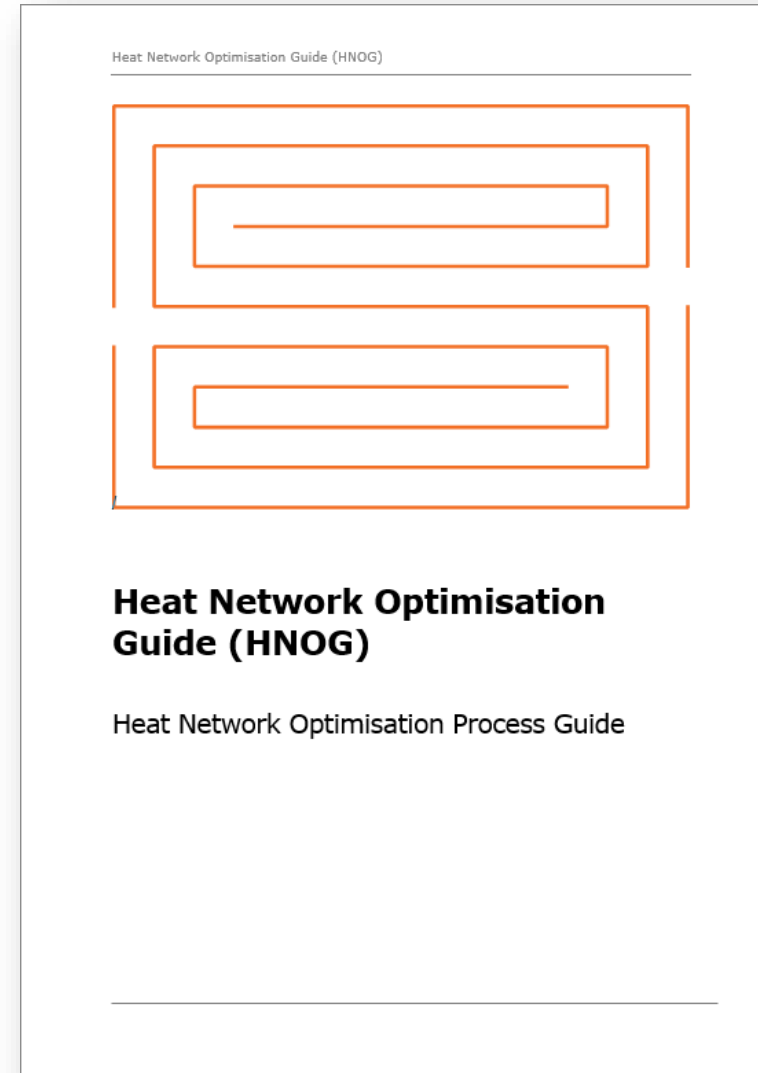 Heat Network Optimisation Guide (HNOG)
Heat Network Optimisation
Guide (HNOG)
Heat Network Optimisation Process Guide